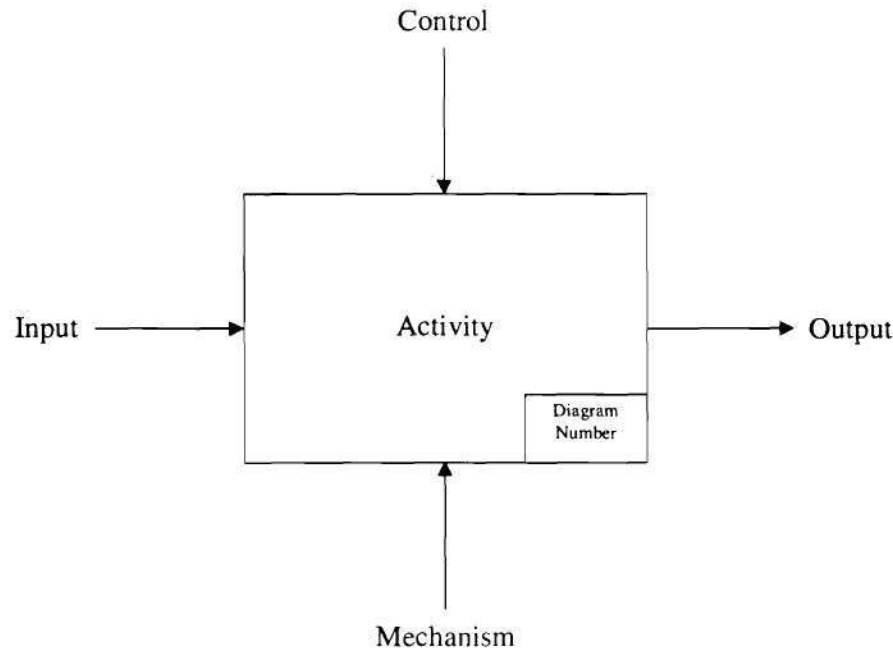 Control
Input
Activity
Output
Diagram
Number
Mechanism